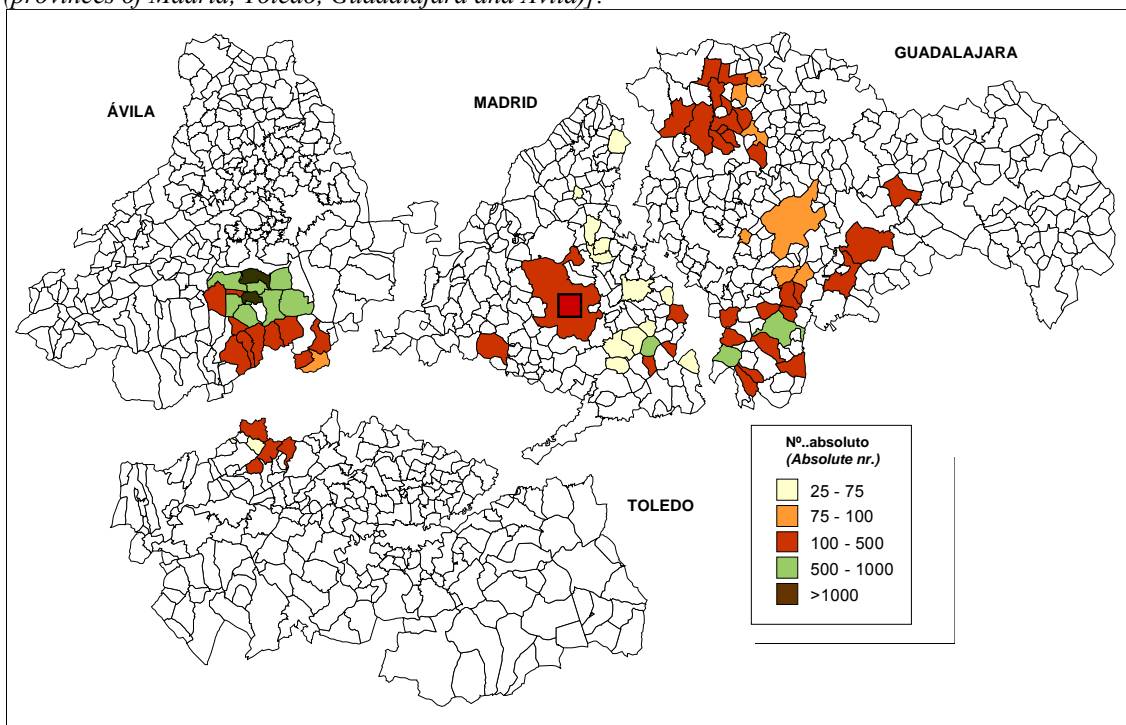 (provinces of Madrid, Toledo, Guadalajara and Ávila)].
GUADALAJARA
MADRID
ÁVILA
Nº..absoluto
(Absolute nr.)
25 - 75
75 - 100
100 - 500
500 - 1000
>1000
TOLEDO